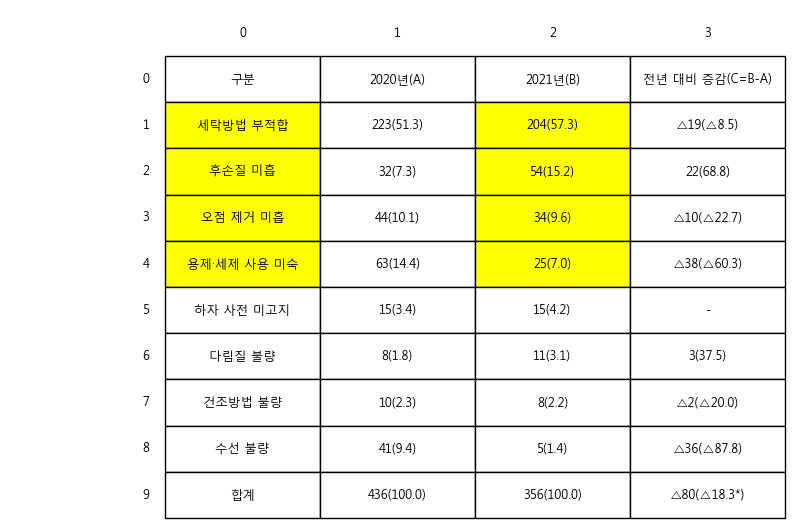 0 1 2 3
0 구분 2020년(A) 2021년(B) 전년 대비 증감(C=B-A)
1 세탁방법 부적합 223(51.3) 204(57.3) △19(△8.5)
2 후손질 미흡 32(7.3) 54(15.2) 22(68.8)
3 오점 제거 미흡 44(10.1) 34(9.6) △10(△22.7)
4 용제·세제 사용 미숙 63(14.4) 25(7.0) △38(△60.3)
5 하자 사전 미고지 15(3.4) 15(4.2) -
6 다림질 불량 8(1.8) 11(3.1) 3(37.5)
7 건조방법 불량 10(2.3) 8(2.2) △2(△20.0)
8 수선 불량 41(9.4) 5(1.4) △36(△87.8)
9 합계 436(100.0) 356(100.0) △80(△18.3*)